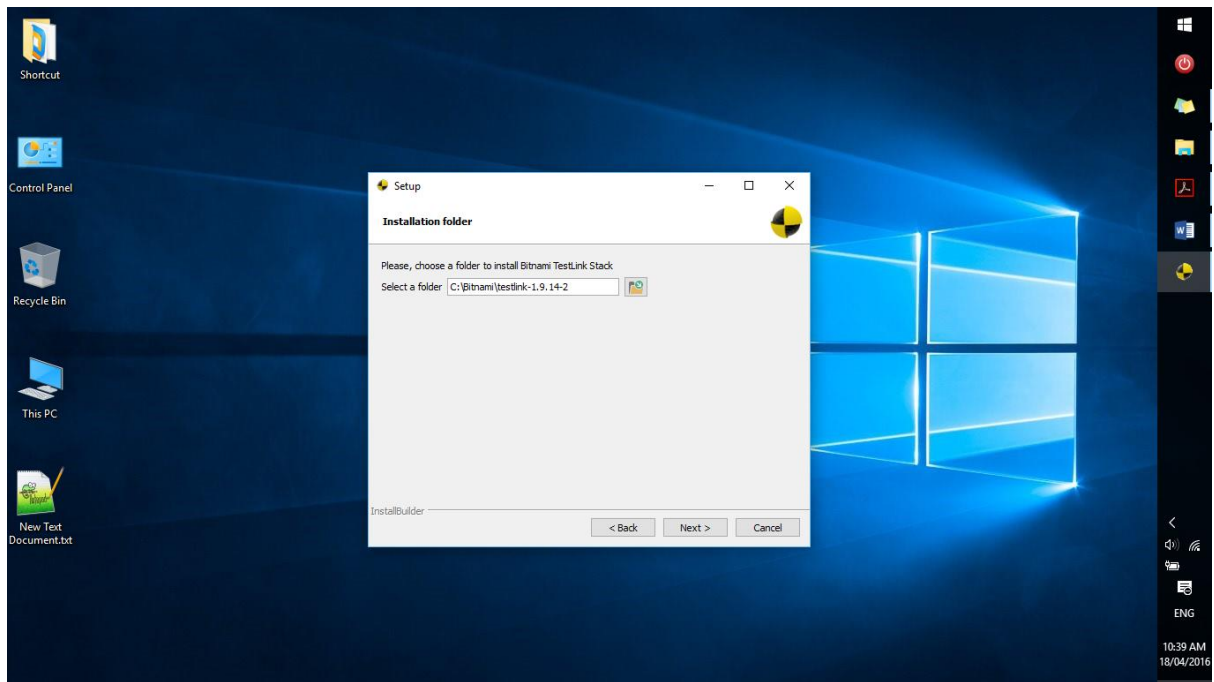 Shortcut
Control Panel
Recycle Bin
This PC
New Text
Document.txt
Setup
Installation folder
Please, choose a folder to install Bitnami TestLink Stack
Select a folder C:\Bitnami\testlink-1.9.14-2
InstallBuilder
< Back Next > Cancel
ENG
10:39 AM
18/04/2016